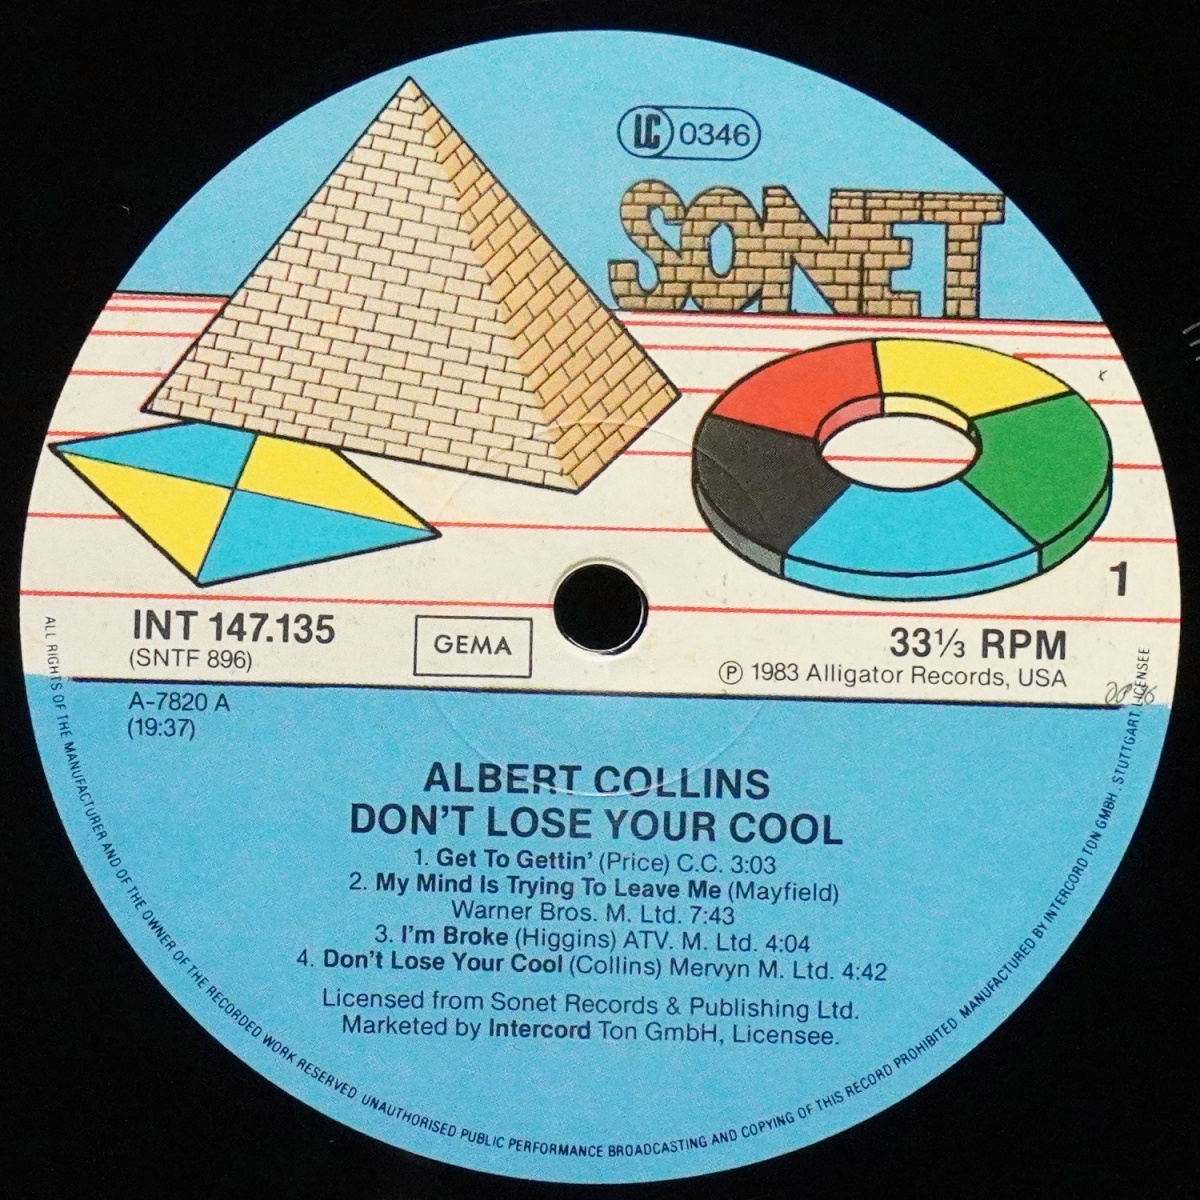 LC 0346
SONET
1
INT 147.135
(SNTF 896)
GEMA
33⅓ RPM
Ⓟ 1983 Alligator Records, USA
A-7820 A
(19:37)
ALBERT COLLINS
DON'T LOSE YOUR COOL
1. Get To Gettin' (Price) C.C. 3:03
2. My Mind Is Trying To Leave Me (Mayfield)
Warner Bros. M. Ltd. 7:43
3. I'm Broke (Higgins) ATV. M. Ltd. 4:04
4. Don't Lose Your Cool (Collins) Mervyn M. Ltd. 4:42
Licensed from Sonet Records & Publishing Ltd.
Marketed by Intercord Ton GmbH, Licensee.
ALL RIGHTS OF THE MANUFACTURER AND OF THE OWNER OF THE RECORDED WORK RESERVED UNAUTHORISED PUBLIC PERFORMANCE BROADCASTING AND COPYING OF THIS RECORD PROHIBITED MANUFACTURED BY INTERCORD TON GMBH. STUTTGART, LICENSEE